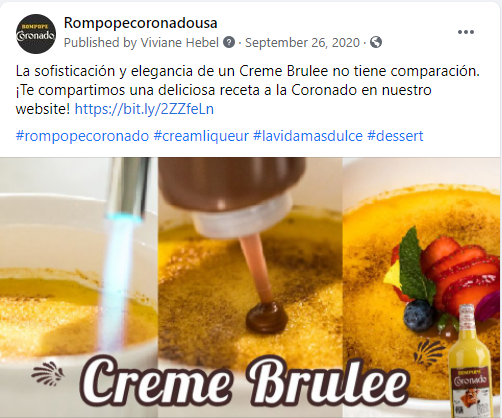 ROMPOPE
Coronado
Rompopecoronadousa
Published by Viviane Hebel · September 26, 2020 ·
La sofisticación y elegancia de un Creme Brulee no tiene comparación.
¡Te compartimos una deliciosa receta a la Coronado en nuestro
website! https://bit.ly/2ZZfeLn
#rompopecoronado #creamliqueur #lavidamasdulce #dessert
Creme Brulee
ROMPOPE
Coronado